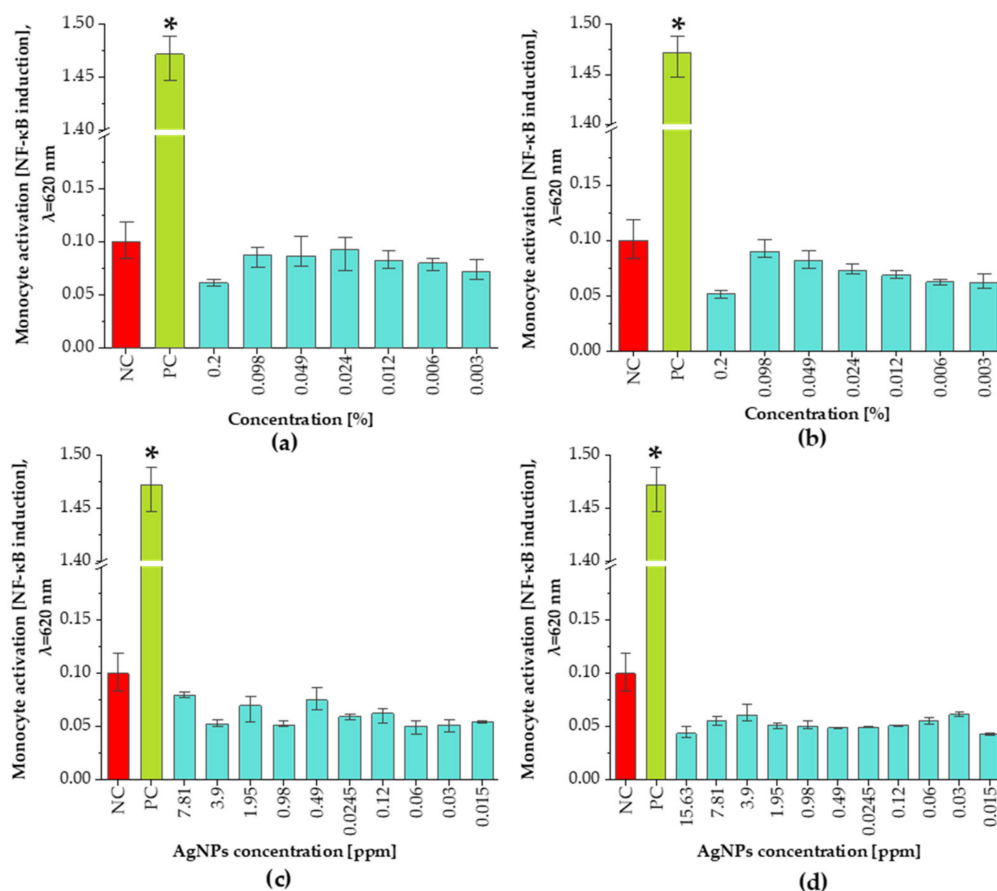 *
1.50
1.45
1.40
0.15
0.10
0.05
0.00
Monocyte activation [NF-κB induction],
λ=620 nm
NC
PC
0.2
0.098
0.049
0.024
0.012
0.006
0.003
Concentration [%]
(a)
*
1.50
1.45
1.40
0.15
0.10
0.05
0.00
Monocyte activation [NF-κB induction],
λ=620 nm
NC
PC
0.2
0.098
0.049
0.024
0.012
0.006
0.003
Concentration [%]
(b)
*
1.50
1.45
1.40
0.15
0.10
0.05
0.00
Monocyte activation [NF-κB induction],
λ=620 nm
NC
PC
7.81
3.9
1.95
0.98
0.49
0.0245
0.12
0.06
0.03
0.015
AgNPs concentration [ppm]
(c)
*
1.50
1.45
1.40
0.15
0.10
0.05
0.00
Monocyte activation [NF-κB induction],
λ=620 nm
NC
PC
15.63
7.81
3.9
1.95
0.98
0.49
0.0245
0.12
0.06
0.03
0.015
AgNPs concentration [ppm]
(d)